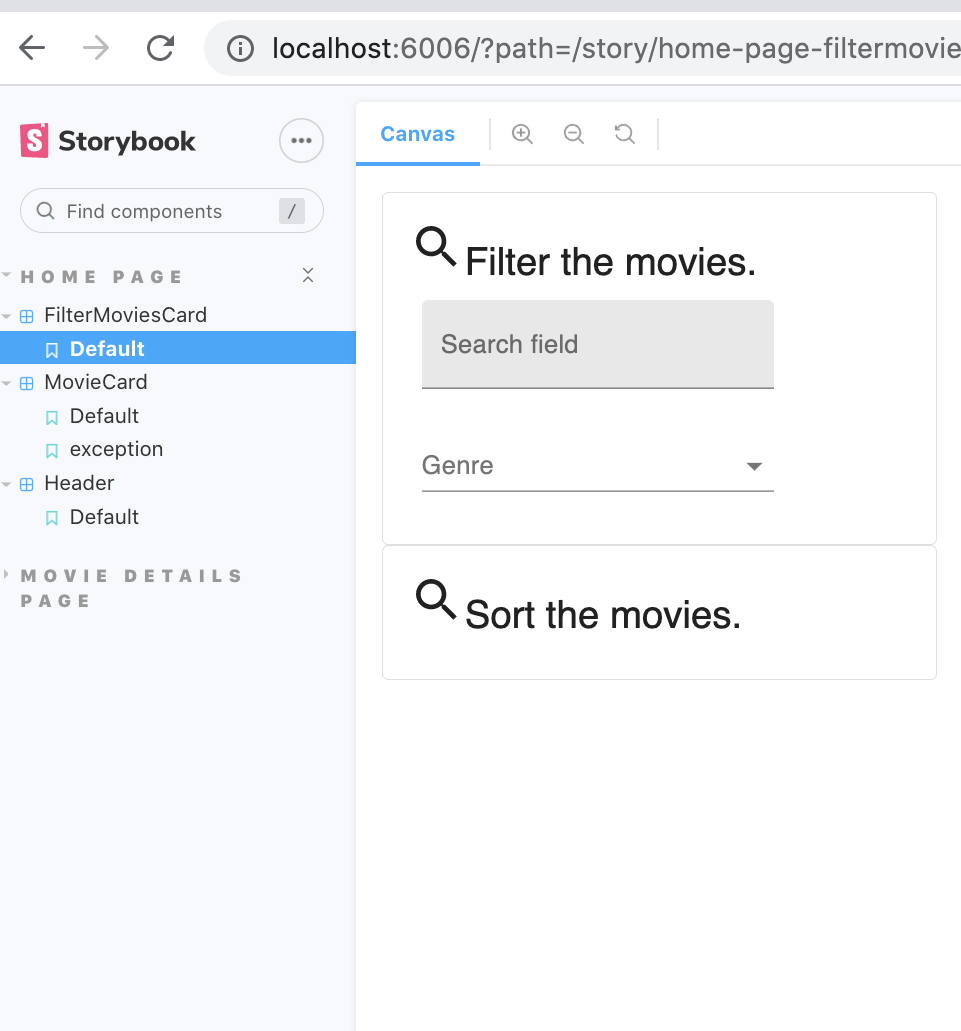 localhost:6006/?path=/story/home-page-filtermovie
Storybook
Canvas
Find components /
HOME PAGE
FilterMoviesCard
Default
MovieCard
Default
exception
Header
Default
MOVIE DETAILS
PAGE
Filter the movies.
Search field
Genre
Sort the movies.